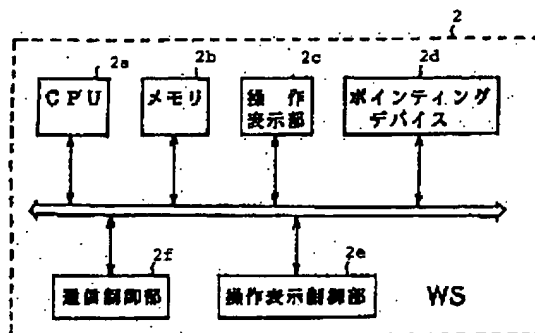 2
2a
2b
2c
2d
CPU
メモリ
操作
表示部
ポインティング
デバイス
2f
2e
通信制御部
操作表示制御部
WS